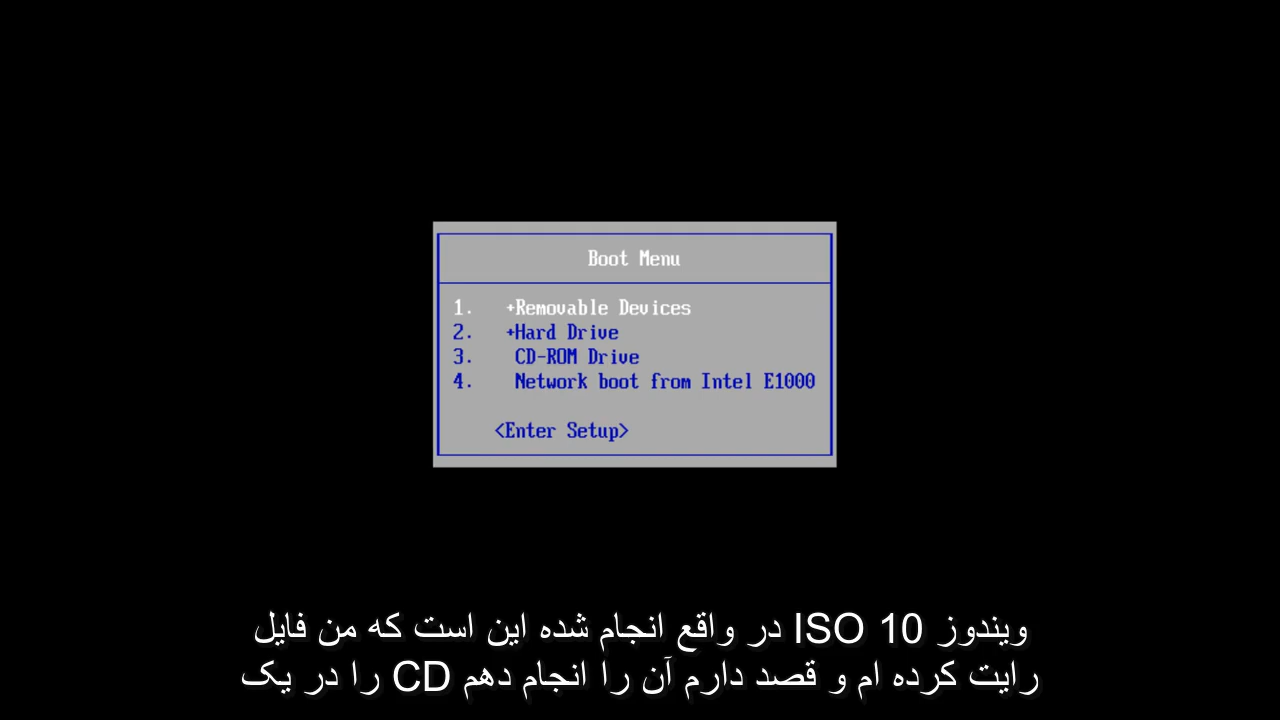 Boot Menu
1. +Removable Devices
2. +Hard Drive
3. CD-ROM Drive
4. Network boot from Intel E1000
<Enter Setup>
ویندوز 10 ISO در واقع انجام شده این است که من فایل
رایت کرده ام و قصد دارم آن را انجام دهم CD را در یک